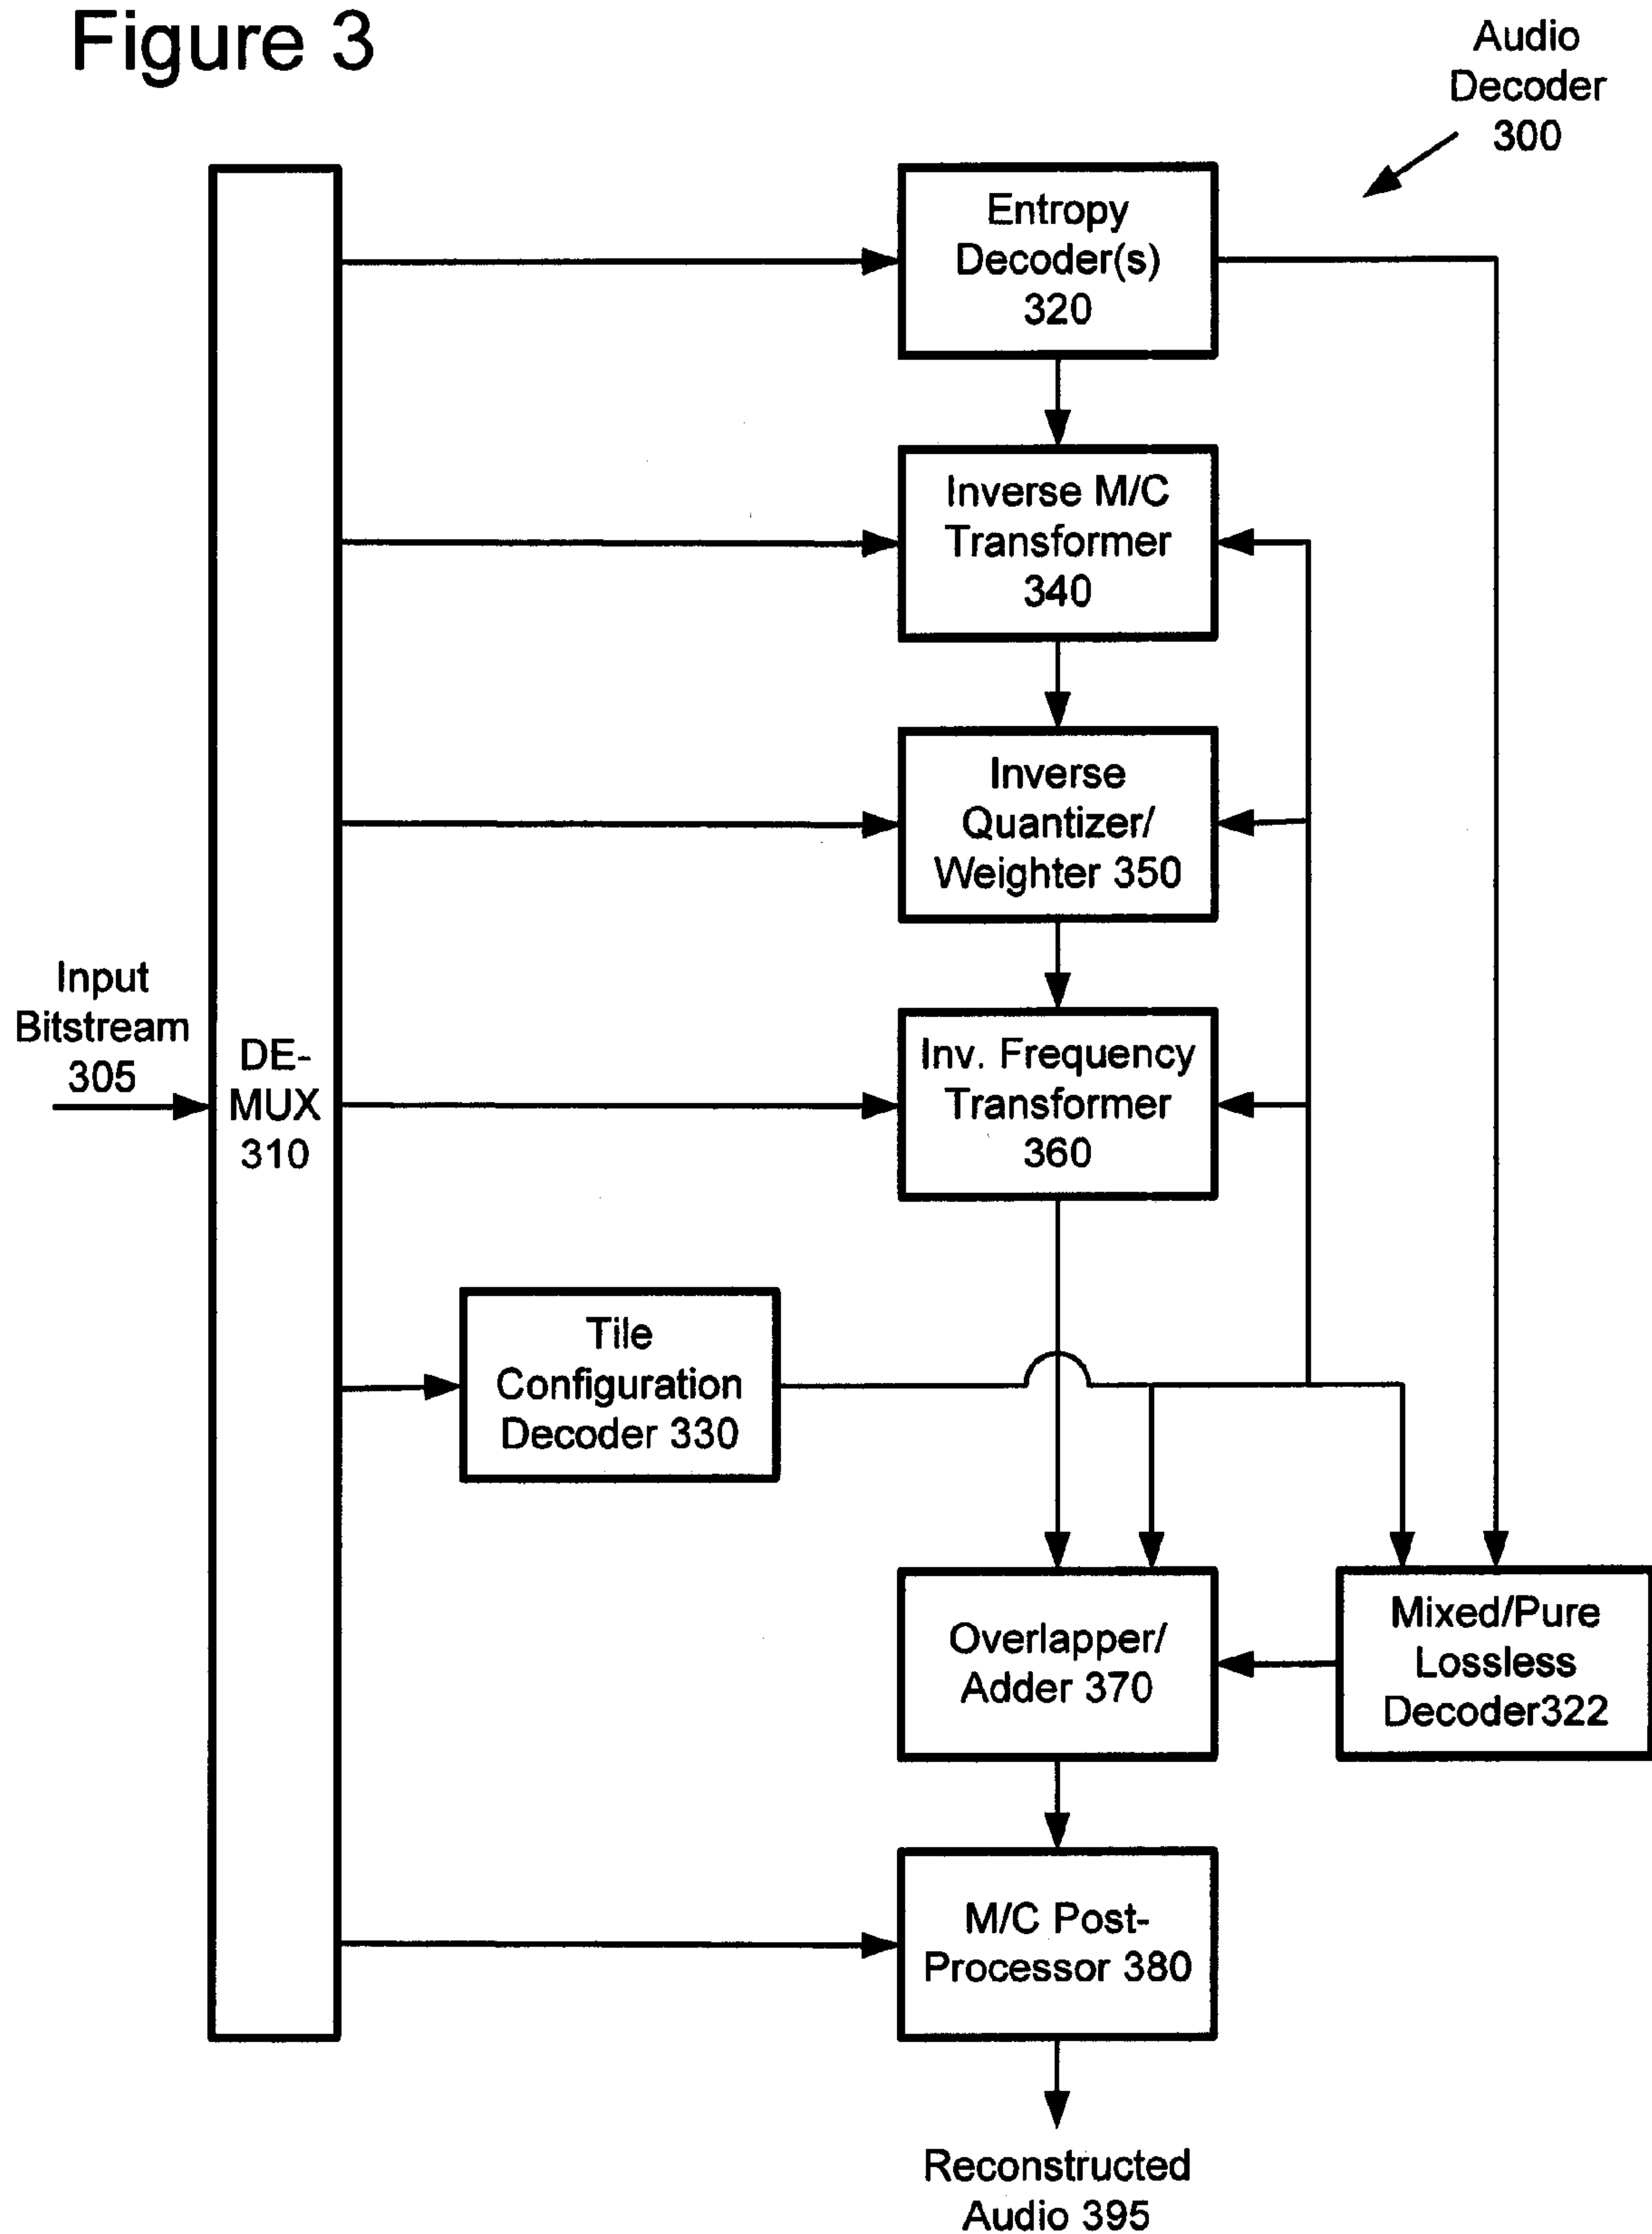 Figure 3
Audio
Decoder
300
Entropy
Decoder(s)
320
Inverse M/C
Transformer
340
Inverse
Quantizer/
Weighter 350
Input
Bitstream
305
DE-
MUX
310
Inv. Frequency
Transformer
360
Tile
Configuration
Decoder 330
Overlapper/
Adder 370
Mixed/Pure
Lossless
Decoder322
M/C Post-
Processor 380
Reconstructed
Audio 395